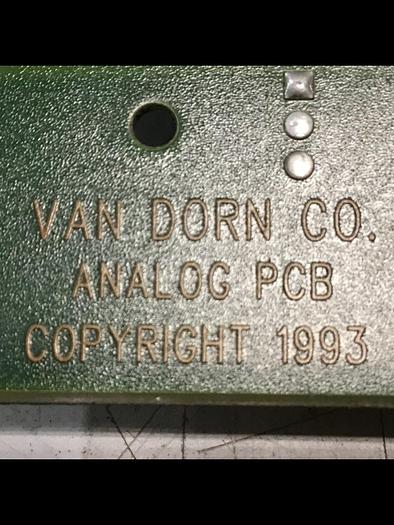 VAN DORN CO.
ANALOG PCB
COPYRIGHT 1993